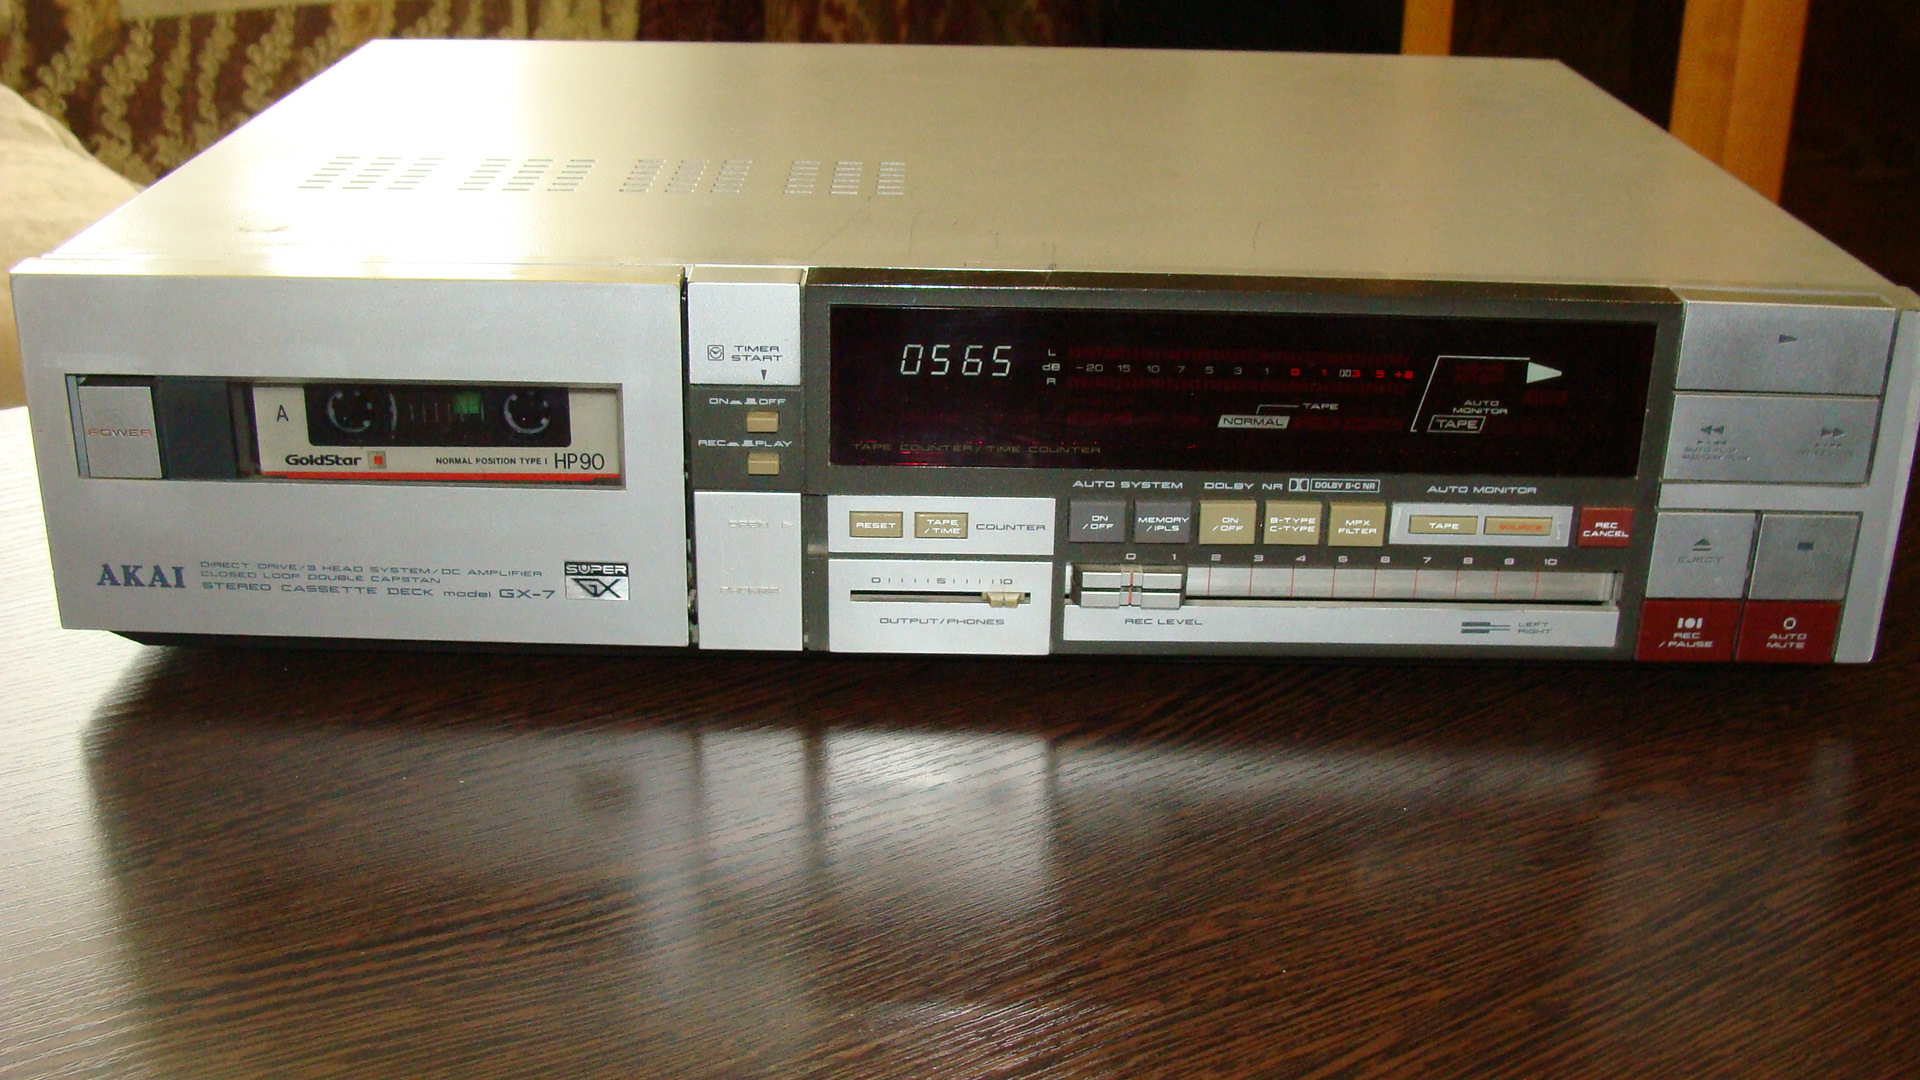 POWER
A
GoldStar
NORMAL POSITION TYPE I HP90
AKAI
DIRECT DRIVE/3 HEAD SYSTEM/DC AMPLIFIER
CLOSED LOOP DOUBLE CAPSTAN
STEREO CASSETTE DECK model GX-7
SUPER
GX
TIMER
START
ON OFF
REC PLAY
OPEN
PHONES
0565
L
dB -20 15 10 7 5 3 1 0 1 3 5 +8
R
NORMAL TAPE
AUTO
MONITOR
TAPE
TAPE COUNTER/TIME COUNTER
RESET
TAPE
/TIME
COUNTER
0 5 10
OUTPUT/PHONES
AUTO SYSTEM
ON
/OFF
MEMORY
/IPLS
DOLBY NR DOLBY B-C NR
ON
/OFF
B-TYPE
C-TYPE
MPX
FILTER
AUTO MONITOR
TAPE
SOURCE
REC
CANCEL
0 1 2 3 4 5 6 7 8 9 10
REC LEVEL
LEFT
RIGHT
EJECT
REC
/PAUSE
AUTO
MUTE